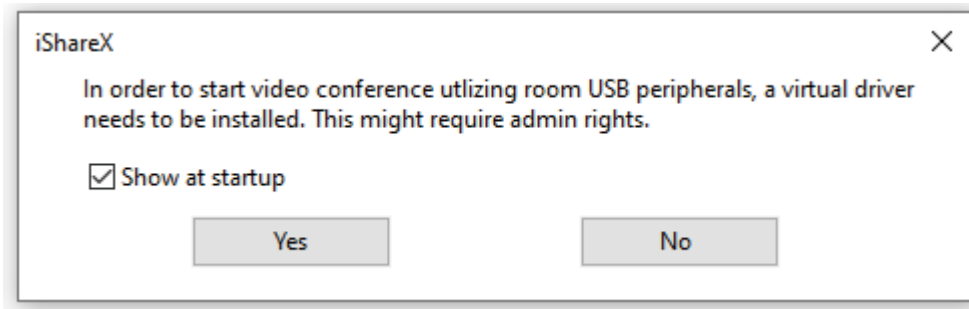 iShareX
In order to start video conference utlizing room USB peripherals, a virtual driver
needs to be installed. This might require admin rights.
Show at startup
Yes No